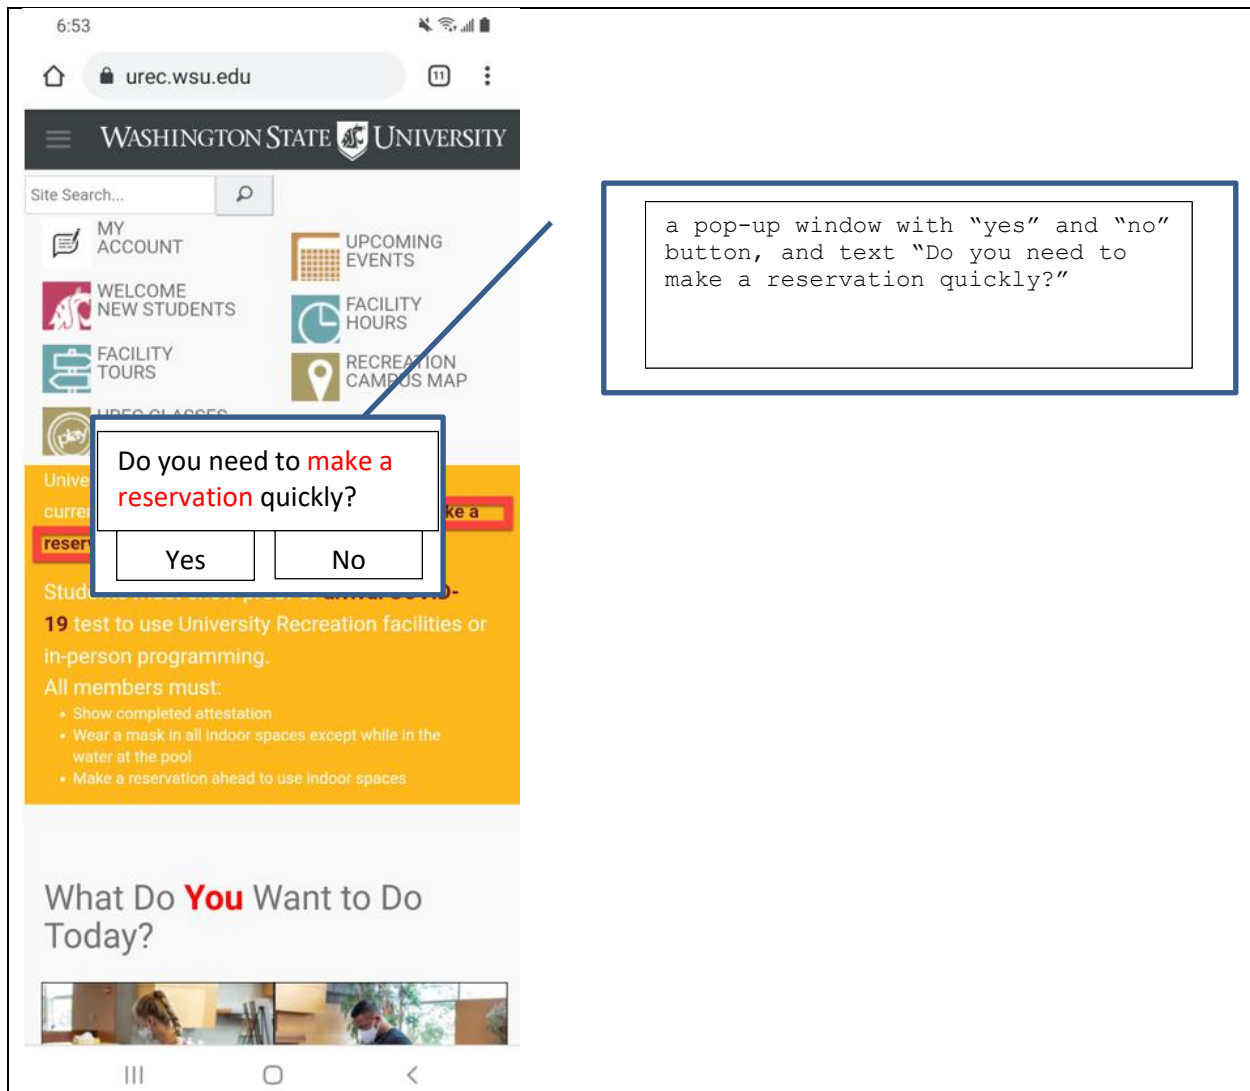 6:53
urec.wsu.edu
11
WASHINGTON STATE UNIVERSITY
Site Search...
MY
ACCOUNT
UPCOMING
EVENTS
WELCOME
NEW STUDENTS
FACILITY
HOURS
FACILITY
TOURS
RECREATION
CAMPUS MAP
UREC CLASSES
play
Do you need to make a
reservation quickly?
Yes
No
19 test to use University Recreation facilities or
in-person programming.
All members must:
• Show completed attestation
• Wear a mask in all indoor spaces except while in the
water at the pool
• Make a reservation ahead to use indoor spaces
What Do You Want to Do
Today?
a pop-up window with “yes” and “no”
button, and text “Do you need to
make a reservation quickly?”